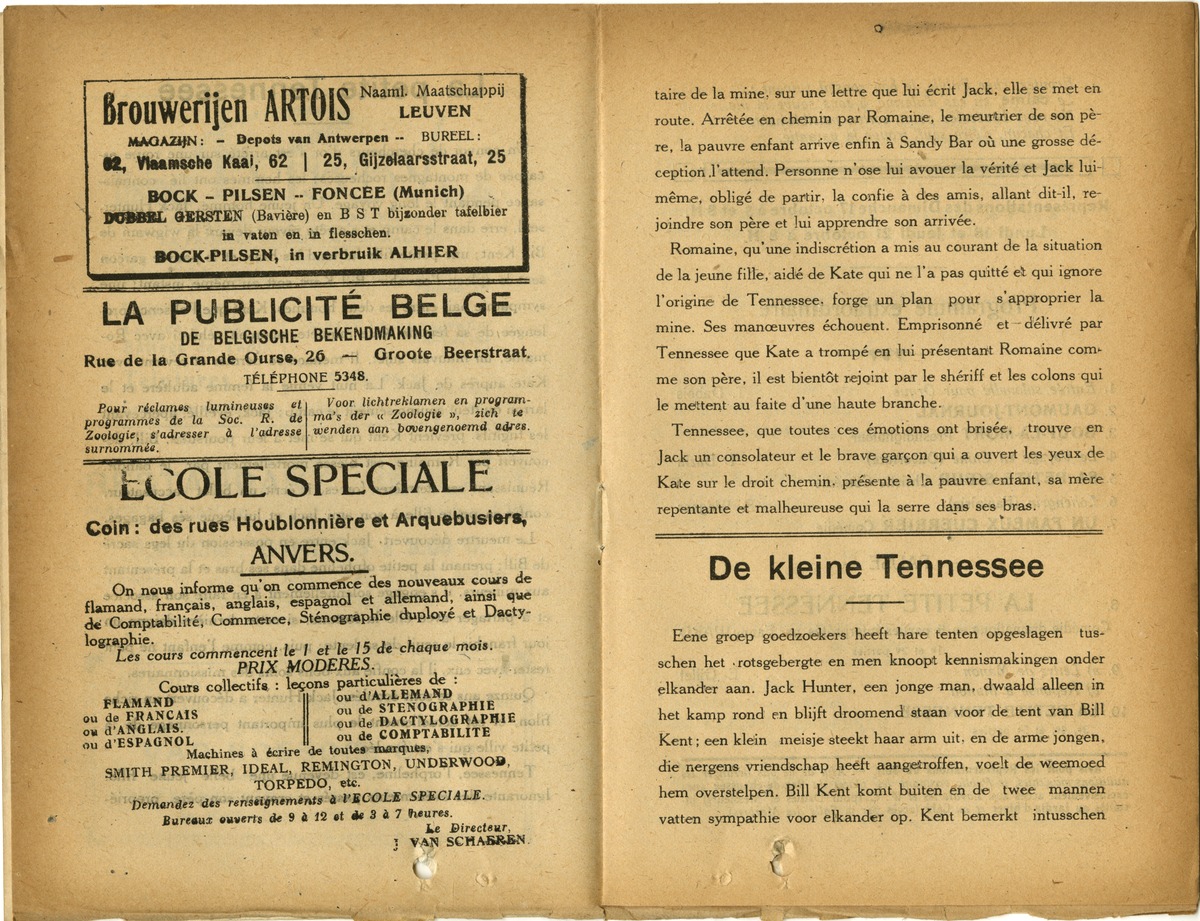 Brouwerijen ARTOIS Naaml. Maatschappij
LEUVEN
MAGAZIJN: – Depots van Antwerpen -- BUREEL:
62, Vlaamsche Kaai, 62 | 25, Gijzelaarsstraat, 25
BOCK – PILSEN -- FONCEE (Munich)
DUBBEL GERSTEN (Bavière) en B S T bijzonder tafelbier
in vaten en in flesschen.
BOCK-PILSEN, in verbruik ALHIER
LA PUBLICITÉ BELGE
DE BELGISCHE BEKENDMAKING
Rue de la Grande Ourse, 26 — Groote Beerstraat.
TÉLÉPHONE 5348.
Pour réclames lumineuses et
programmes de la Soc. R. de
Zoologie, s'adresser à l'adresse
surnommée.
Voor lichtreklamen en program-
ma's der « Zoologie », zich te
wenden aan bovengenoemd adres.
ECOLE SPECIALE
Coin : des rues Houblonnière et Arquebusiers,
ANVERS.
On nous informe qu'on commence des nouveaux cours de
flamand, français, anglais, espagnol et allemand, ainsi que
de Comptabilité, Commerce, Sténographie duployé et Dacty-
lographie.
Les cours commencent le 1 et le 15 de chaque mois.
PRIX MODERES.
Cours collectifs : leçons particulières de :
FLAMAND
ou de FRANCAIS
ou d'ANGLAIS.
ou d'ESPAGNOL
ou d'ALLEMAND
ou de STENOGRAPHIE
ou de DACTYLOGRAPHIE
ou de COMPTABILITE
Machines à écrire de toutes marques,
SMITH PREMIER, IDEAL, REMINGTON, UNDERWOOD,
TORPEDO, etc.
Demandez des renseignements à l'ECOLE SPECIALE.
Bureaux ouverts de 9 à 12 et de 3 à 7 heures.
Le Directeur,
J VAN SCHAEREN.
taire de la mine, sur une lettre que lui écrit Jack, elle se met en
route. Arrêtée en chemin par Romaine, le meurtrier de son pè-
re, la pauvre enfant arrive enfin à Sandy Bar où une grosse dé-
ception l'attend. Personne n'ose lui avouer la vérité et Jack lui-
même, obligé de partir, la confie à des amis, allant dit-il, re-
joindre son père et lui apprendre son arrivée.
Romaine, qu'une indiscrétion a mis au courant de la situation
de la jeune fille, aidé de Kate qui ne l'a pas quitté et qui ignore
l'origine de Tennessee, forge un plan pour s'approprier la
mine. Ses manœuvres échouent. Emprisonné et délivré par
Tennessee que Kate a trompé en lui présentant Romaine com-
me son père, il est bientôt rejoint par le shériff et les colons qui
le mettent au faite d'une haute branche.
Tennessee, que toutes ces émotions ont brisée, trouve en
Jack un consolateur et le brave garçon qui a ouvert les yeux de
Kate sur le droit chemin, présente à la pauvre enfant, sa mère
repentante et malheureuse qui la serre dans ses bras.
De kleine Tennessee
Eene groep goedzoekers heeft hare tenten opgeslagen tus-
schen het rotsgebergte en men knoopt kennismakingen onder
elkander aan. Jack Hunter, een jonge man, dwaald alleen in
het kamp rond en blijft droomend staan voor de tent van Bill
Kent ; een klein meisje steekt haar arm uit, en de arme jongen,
die nergens vriendschap heeft aangetroffen, voelt de weemoed
hem overstelpen. Bill Kent komt buiten en de twee mannen
vatten sympathie voor elkander op. Kent bemerkt intusschen